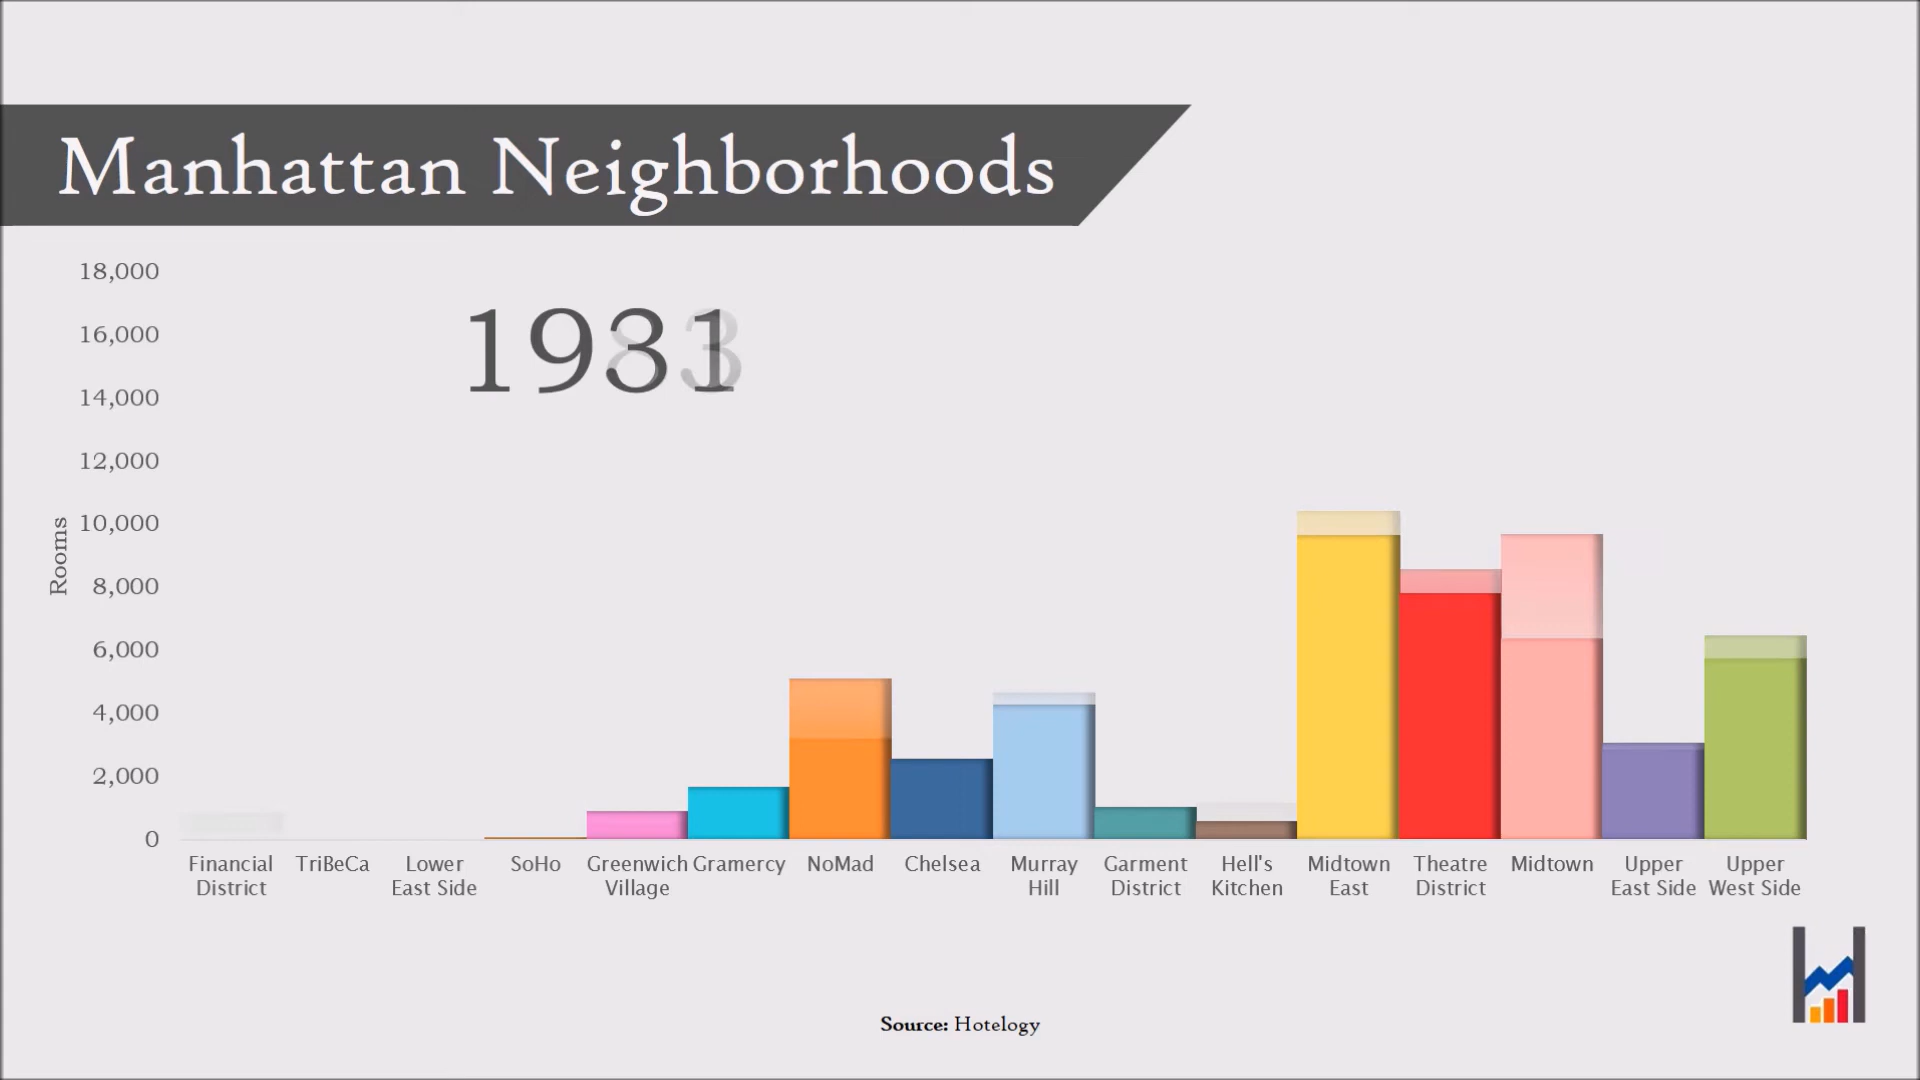 Manhattan Neighborhoods
18,000
16,000
14,000
12,000
10,000
8,000
6,000
4,000
2,000
0
Rooms
Financial District
TriBeCa
Lower East Side
SoHo
Greenwich Village
Gramercy
NoMad
Chelsea
Murray Hill
Garment District
Hell's Kitchen
Midtown East
Theatre District
Midtown
Upper East Side
Upper West Side
Source: Hotelogy